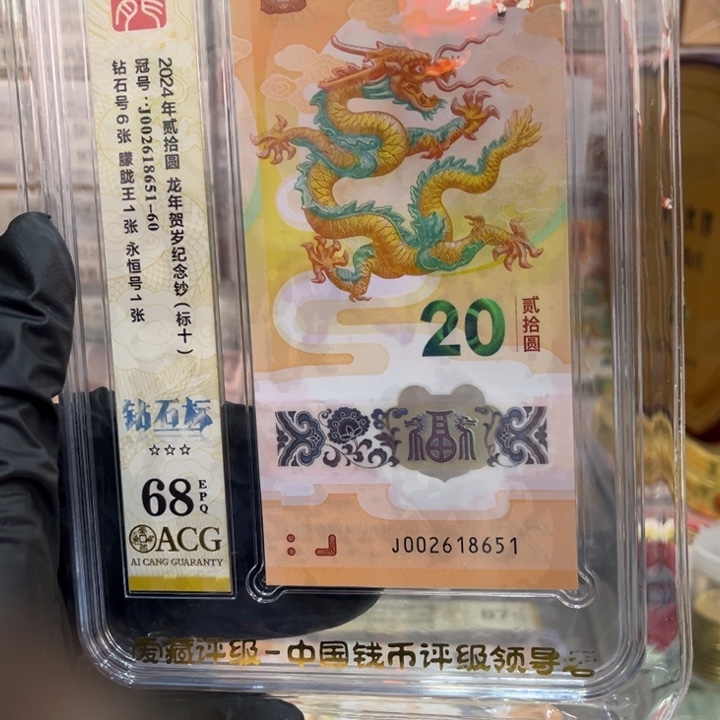 2024年贰拾圆 龙年贺岁纪念钞(标十)
冠号:J002618651-60
钻石号6张 朦胧王1张 永恒号1张
钻石标
☆☆☆
68 EPQ
ACG
AI CANG GUARANTY
20
贰拾圆
J002618651
爱藏评级-中国钱币评级领导者